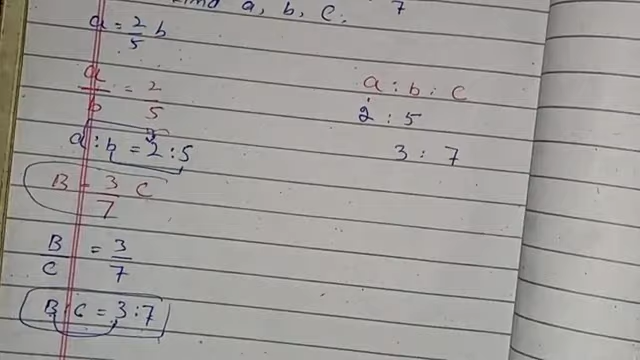 Find a, b, c. 7
a = 2/5 b
a/b = 2/5
a : b = 2 : 5
B = 3/7 C
B/C = 3/7
B : C = 3 : 7
a : b : c
2 : 5
3 : 7